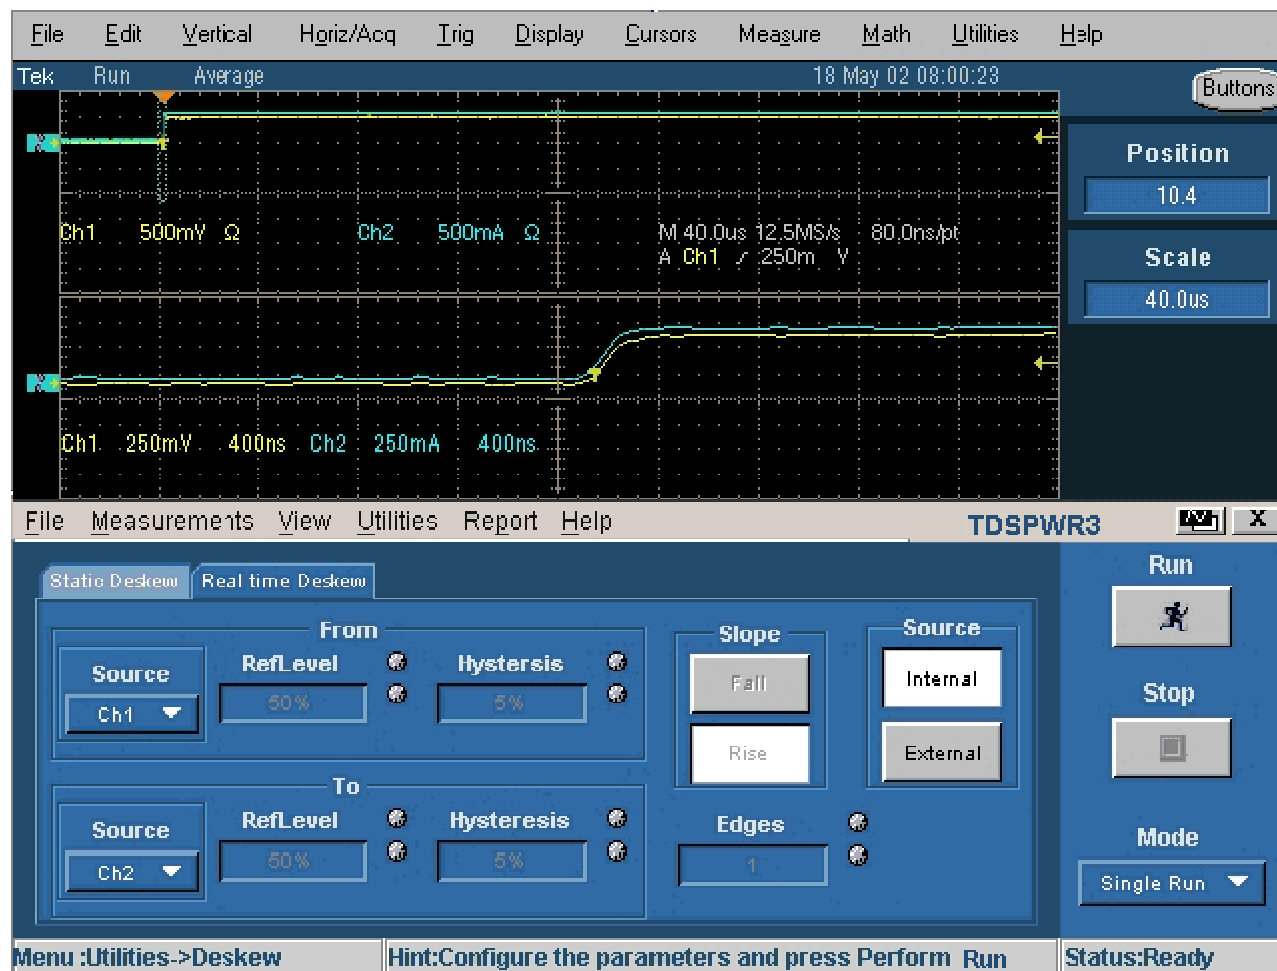 File Edit Vertical Horiz/Acq Trig Display Cursors Measure Math Utilities Help
Tek Run Average 18 May 02 08:00:23
Buttons
Position
10.4
Ch1 500mV Ω Ch2 500mA Ω M 40.0us 12.5MS/s 80.0ns/pt
A Ch1 / 250m V
Scale
40.0us
Ch1 250mV 400ns Ch2 250mA 400ns
File Measurements View Utilities Report Help TDSPWR3 X
Static Deskew Real time Deskew
Run
From
Slope
Source
Source RefLevel Hystersis
Ch1 50% 5%
Fall
Internal
Stop
Rise
External
To
Source RefLevel Hysteresis
Ch2 50% 5%
Edges
1
Mode
Single Run
Menu :Utilities->Deskew Hint:Configure the parameters and press Perform Run Status:Ready